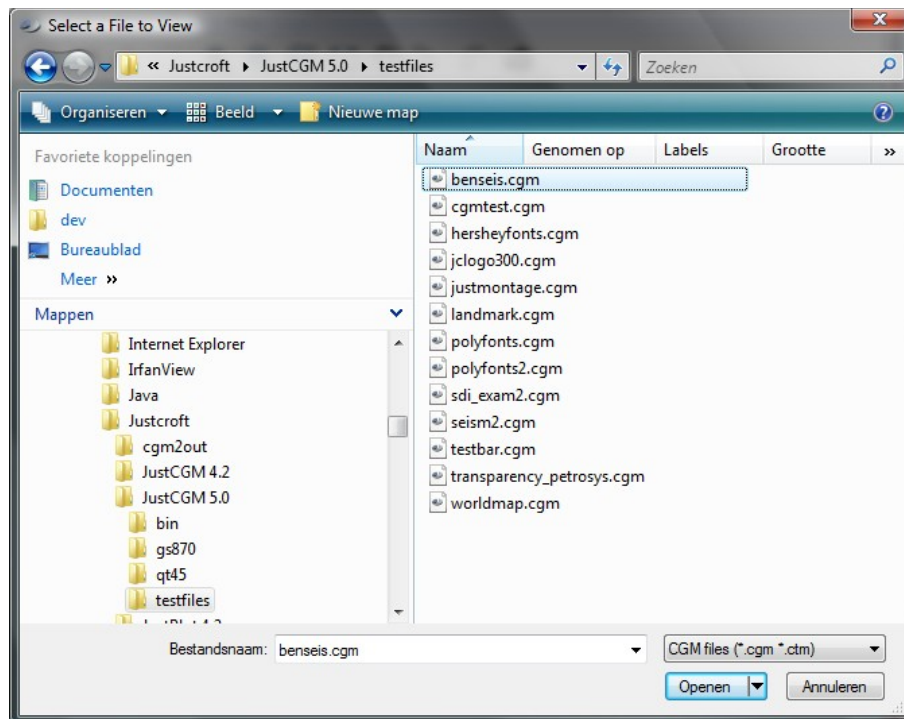 Select a File to View
« Justcroft ▸ JustCGM 5.0 ▸ testfiles
Zoeken
Organiseren
Beeld
Nieuwe map
Favoriete koppelingen
Documenten
dev
Bureaublad
Meer »
Mappen
Internet Explorer
IrfanView
Java
Justcroft
cgm2out
JustCGM 4.2
JustCGM 5.0
bin
gs870
qt45
testfiles
Naam Genomen op Labels Grootte »
benseis.cgm
cgmtest.cgm
hersheyfonts.cgm
jclogo300.cgm
justmontage.cgm
landmark.cgm
polyfonts.cgm
polyfonts2.cgm
sdi_exam2.cgm
seism2.cgm
testbar.cgm
transparency_petrosys.cgm
worldmap.cgm
Bestandsnaam: benseis.cgm
CGM files (*.cgm *.ctm)
Openen
Annuleren